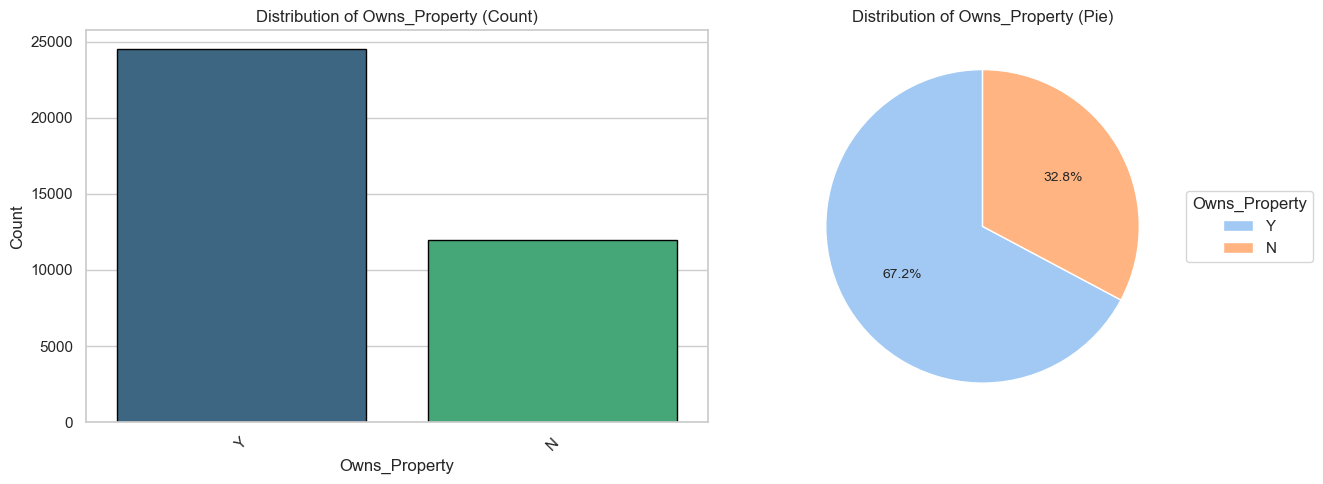 Distribution of Owns_Property (Count)
25000
20000
15000
10000
5000
0
Count
Y
N
Owns_Property
Distribution of Owns_Property (Pie)
32.8%
67.2%
Owns_Property
Y
N